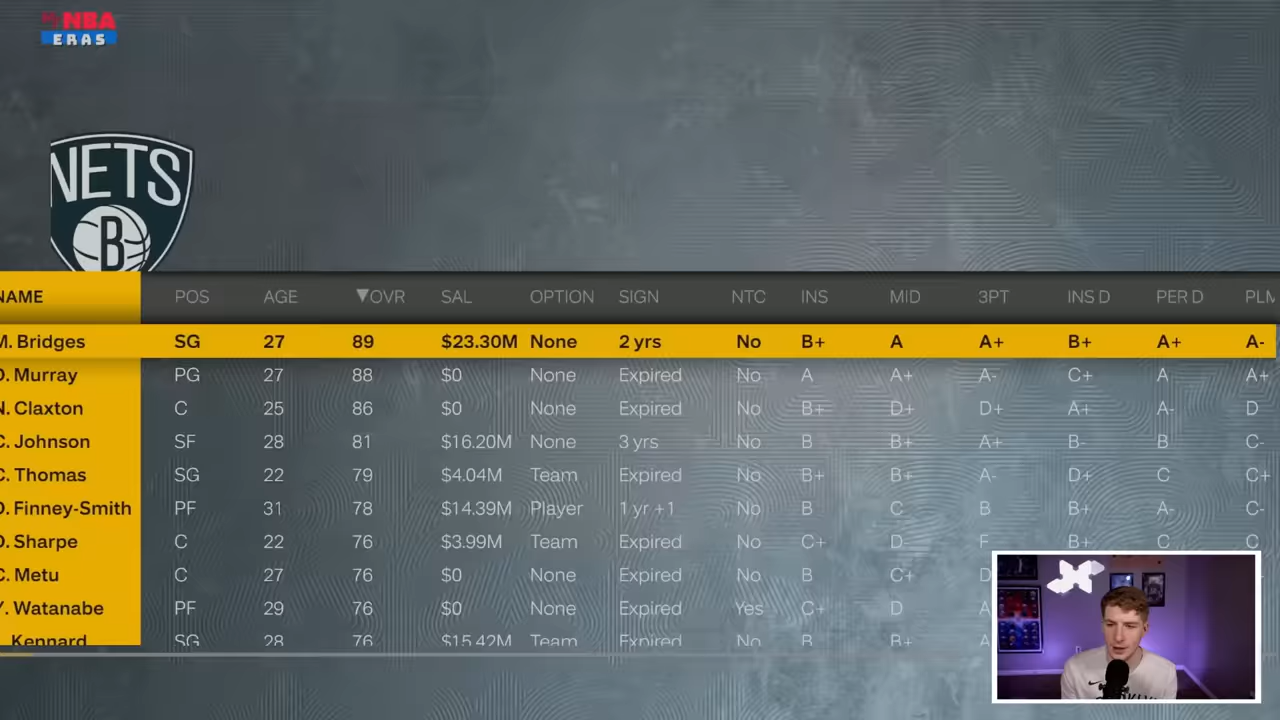 MyNBA
ERAS
NETS
B
NAME POS AGE ▼OVR SAL OPTION SIGN NTC INS MID 3PT INS D PER D PLM
M. Bridges SG 27 89 $23.30M None 2 yrs No B+ A A+ B+ A+ A-
D. Murray PG 27 88 $0 None Expired No A A+ A- C+ A A+
N. Claxton C 25 86 $0 None Expired No B+ D+ D+ A+ A- D
C. Johnson SF 28 81 $16.20M None 3 yrs No B B+ A+ B- B C-
C. Thomas SG 22 79 $4.04M Team Expired No B+ B+ A- D+ C C+
D. Finney-Smith PF 31 78 $14.39M Player 1 yr +1 No B C B B+ A- C-
D. Sharpe C 22 76 $3.99M Team Expired No C+ D- F B+ C C
C. Metu C 27 76 $0 None Expired No B C+
Y. Watanabe PF 29 76 $0 None Expired Yes C+ D
Kennard SG 28 76 $15.42M Team Expired No B B+